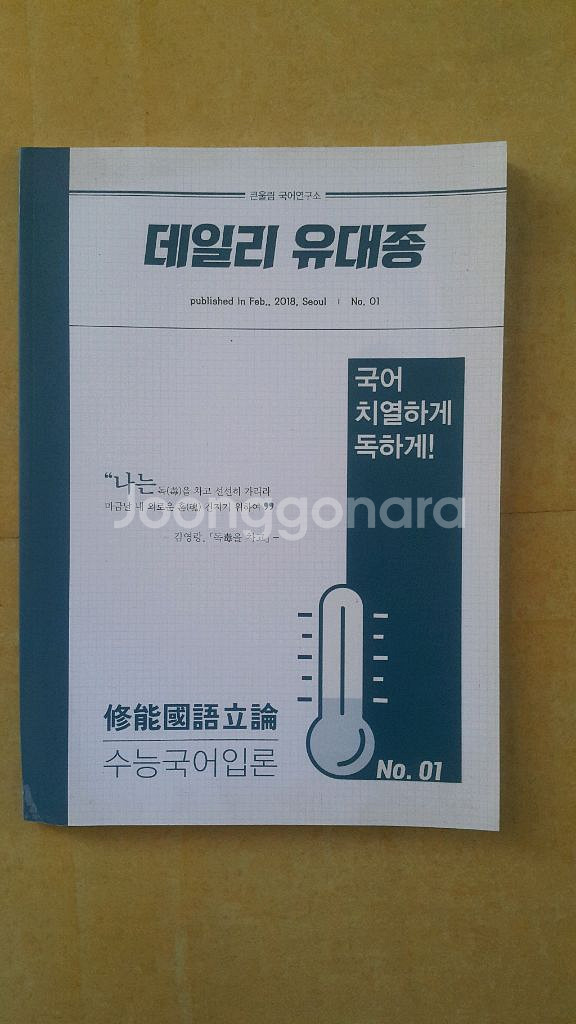 큰울림 국어연구소
데일리 유대종
published in Feb., 2018, Seoul | No. 01
국어
치열하게
독하게!
“나는 독(毒)을 차고 선선히 가리라
마금날 내 외로운 혼(魂) 건지기 위하여”
Joonggonara
- 김영랑, 「독毒을 차고」 -
修能國語立論
수능국어입론
No. 01